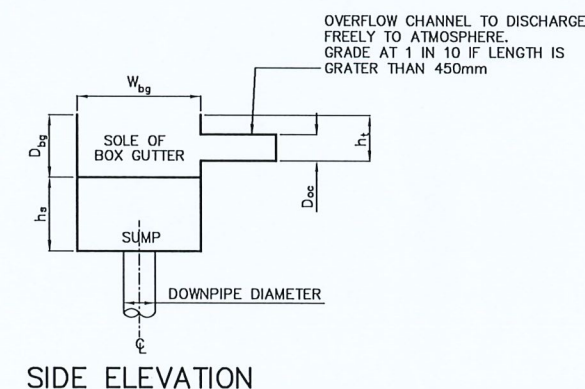 OVERFLOW CHANNEL TO DISCHARGE
FREELY TO ATMOSPHERE.
GRADE AT 1 IN 10 IF LENGTH IS
GRATER THAN 450mm
Wbg
Dbg
SOLE OF
BOX GUTTER
ht
Doc
hs
SUMP
DOWNPIPE DIAMETER
℄
SIDE ELEVATION